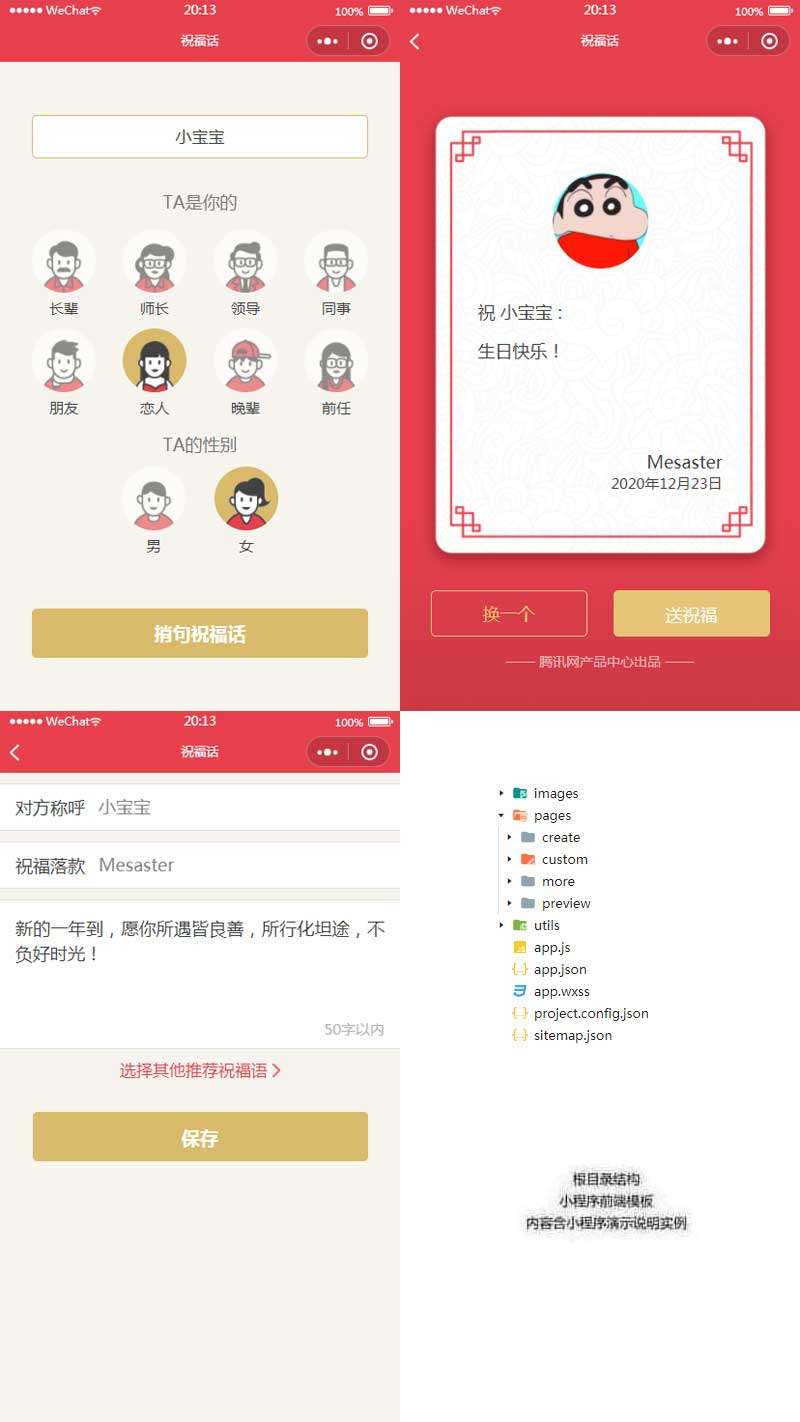 WeChat
20:13
100%
祝福话
小宝宝
TA是你的
长辈
师长
领导
同事
朋友
恋人
晚辈
前任
TA的性别
男
女
捎句祝福话
WeChat
20:13
100%
祝福话
祝 小宝宝：
生日快乐！
Mesaster
2020年12月23日
换一个
送祝福
腾讯网产品中心出品
WeChat
20:13
100%
祝福话
对方称呼 小宝宝
祝福落款 Mesaster
新的一年到，愿你所遇皆良善，所行化坦途，不
负好时光！
50字以内
选择其他推荐祝福语
保存
images
pages
create
custom
more
preview
utils
app.js
app.json
app.wxss
project.config.json
sitemap.json
根目录结构
小程序前端模板
内容含小程序演示说明实例